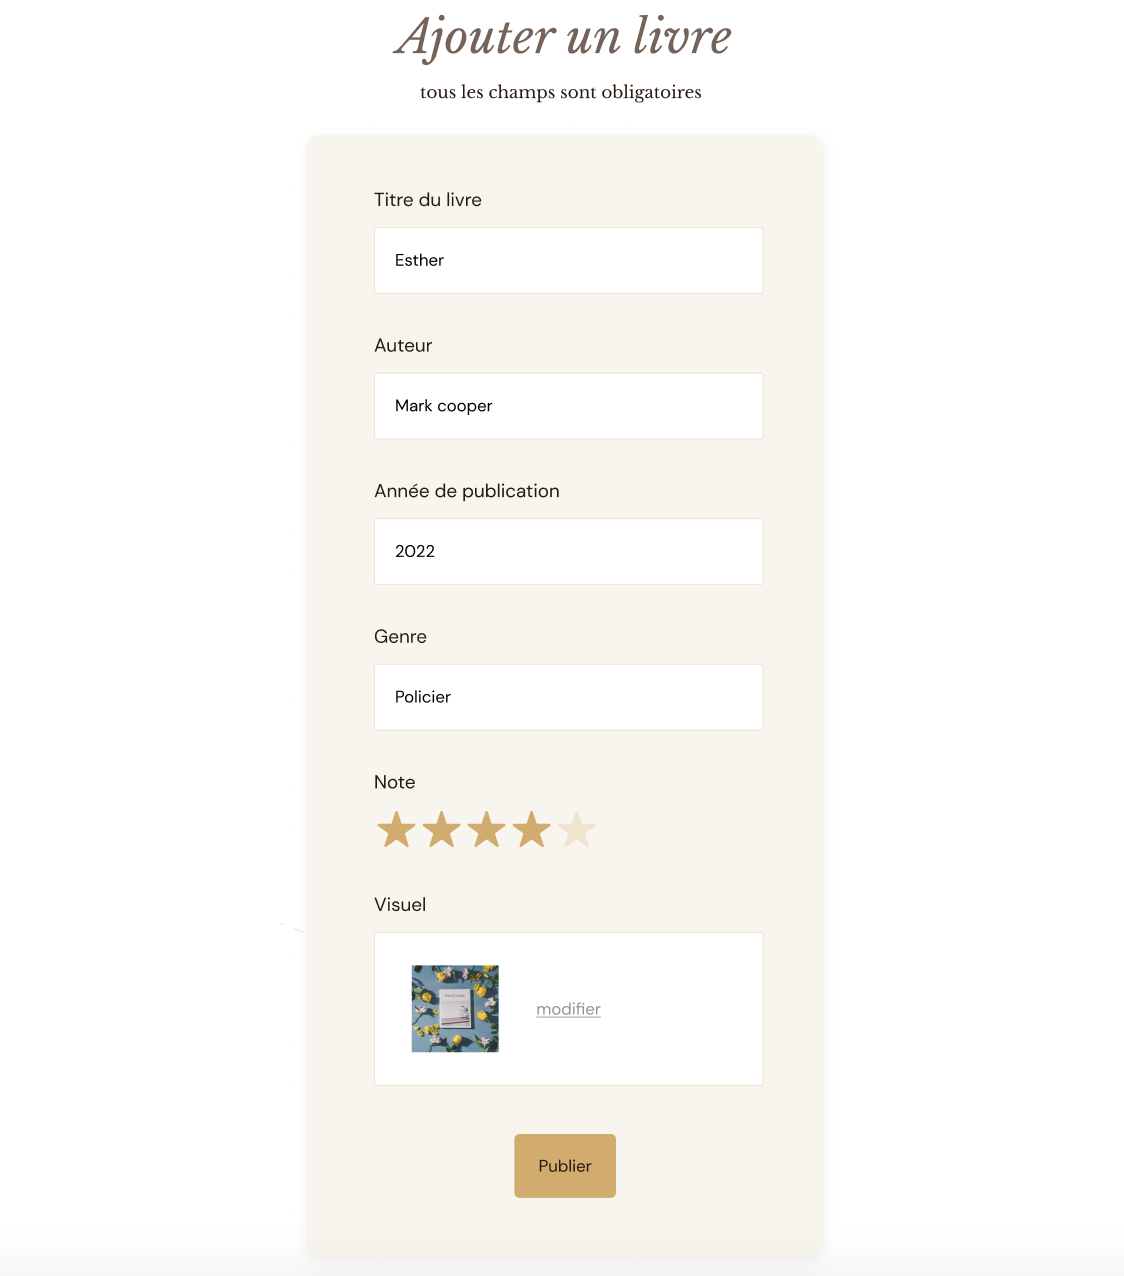 Ajouter un livre
tous les champs sont obligatoires
Titre du livre
Esther
Auteur
Mark cooper
Année de publication
2022
Genre
Policier
Note
Visuel
modifier
Publier